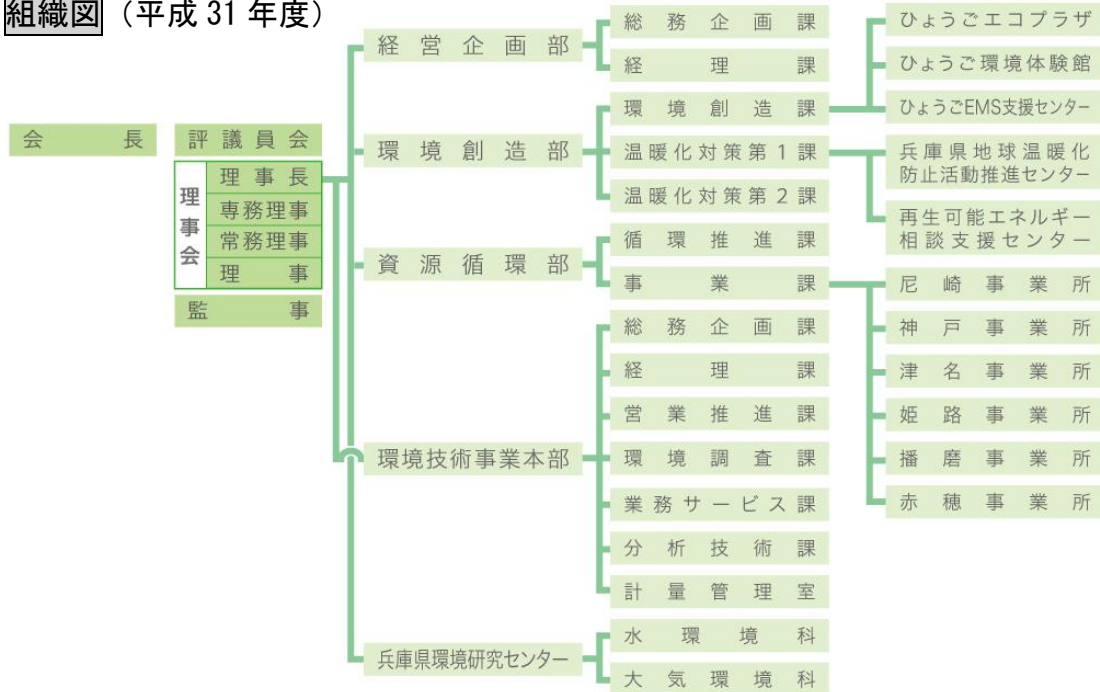 組織図（平成 31 年度）
会長
評議員会
理事会
理事長
専務理事
常務理事
理事
監事
経営企画部
総務企画課
経理課
環境創造部
環境創造課
ひょうごエコプラザ
ひょうご環境体験館
ひょうごEMS支援センター
温暖化対策第1課
兵庫県地球温暖化
防止活動推進センター
再生可能エネルギー
相談支援センター
温暖化対策第2課
資源循環部
循環推進課
事業課
尼崎事業所
神戸事業所
津名事業所
姫路事業所
播磨事業所
赤穂事業所
環境技術事業本部
総務企画課
経理課
営業推進課
環境調査課
業務サービス課
分析技術課
計量管理室
兵庫県環境研究センター
水環境科
大気環境科